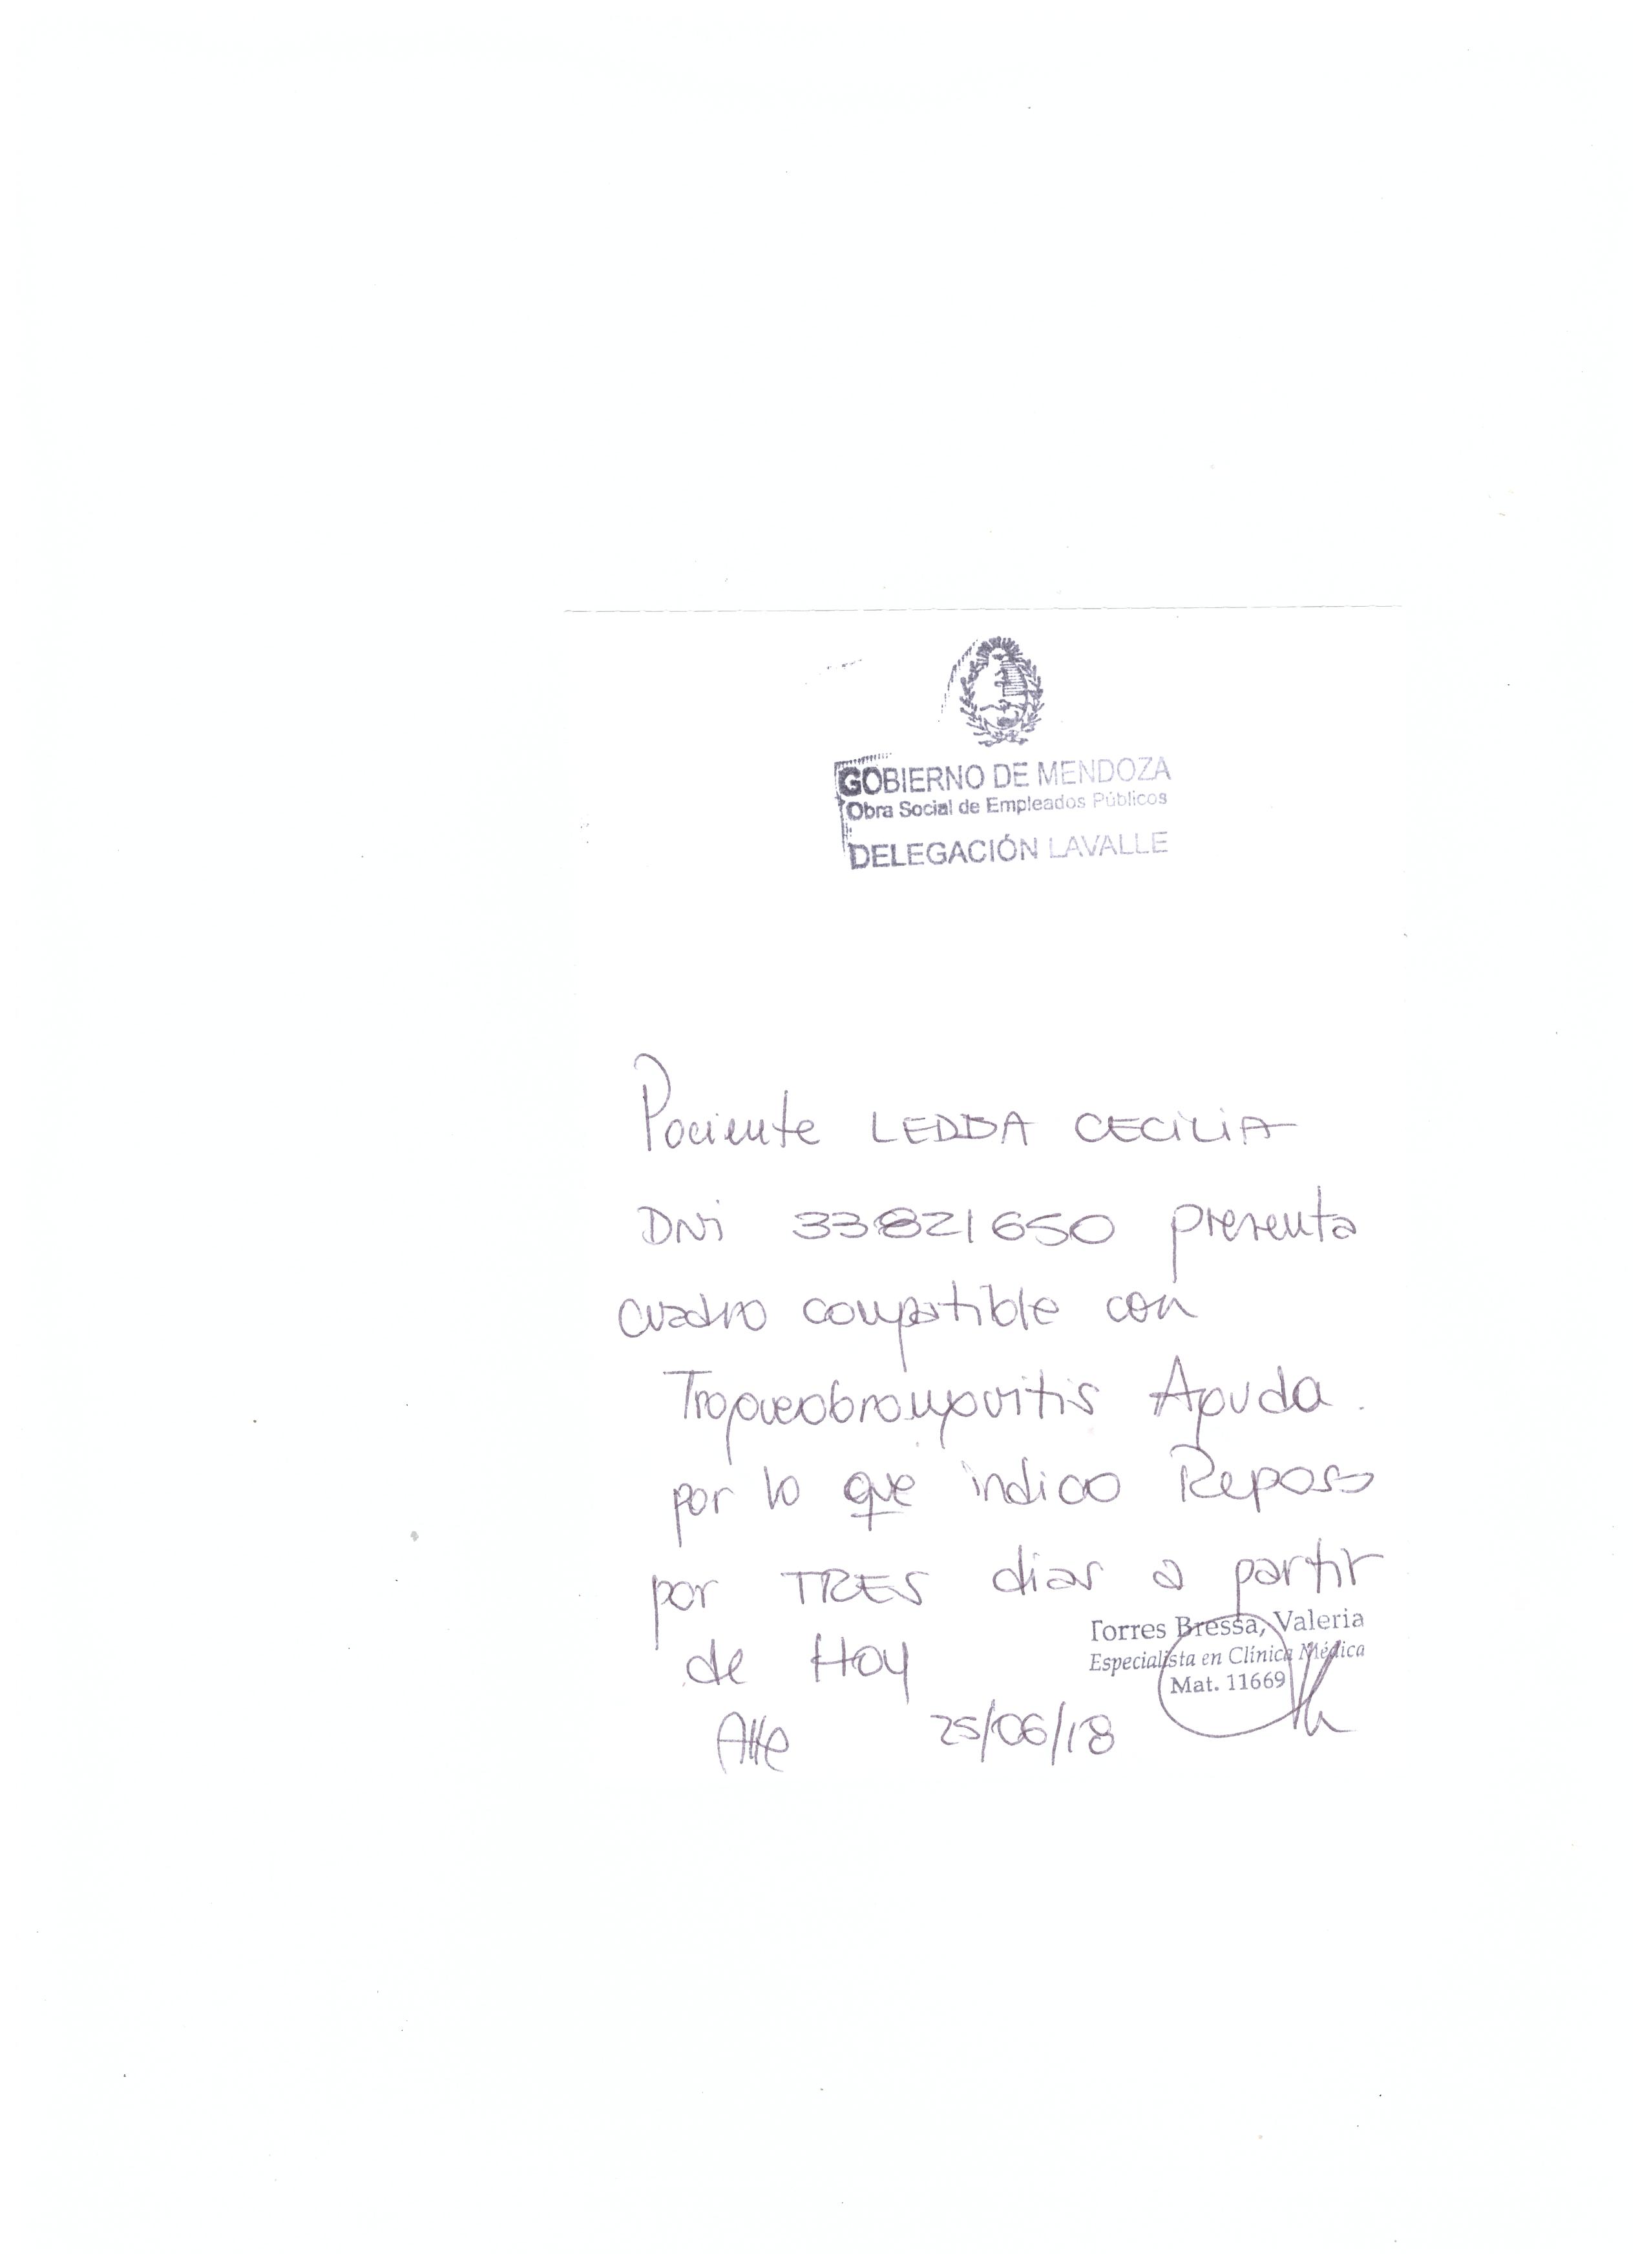 GOBIERNO DE MENDOZA
Obra Social de Empleados Públicos
DELEGACIÓN LAVALLE
Paciente LEDDA CECILIA
DNi 33821650 presenta
cuadro compatible con
Traqueobronquitis Aguda.
por lo que indico Reposo
por TRES dias a partir
de Hoy
Torres Bressa, Valeria
Especialista en Clínica Médica
Mat. 11669
Atte 25/06/18